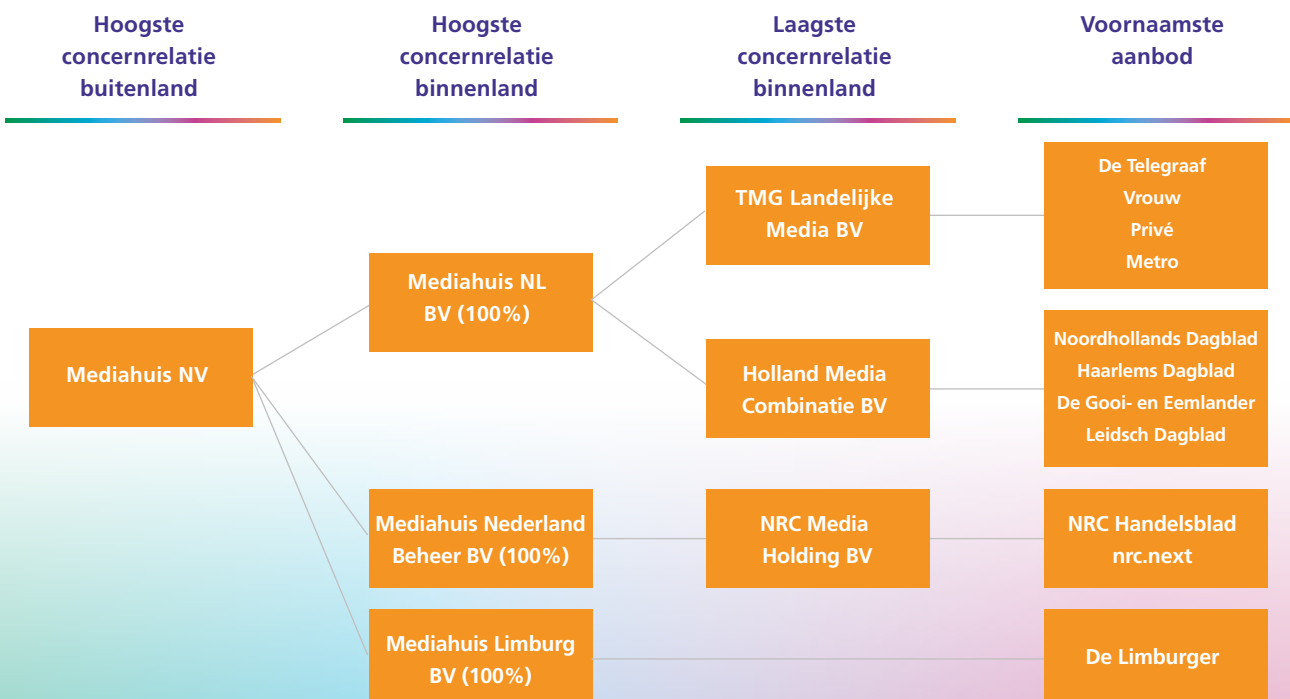 Hoogste
concernrelatie
buitenland
Hoogste
concernrelatie
binnenland
Laagste
concernrelatie
binnenland
Voornaamste
aanbod
Mediahuis NV
Mediahuis NL
BV (100%)
TMG Landelijke
Media BV
De Telegraaf
Vrouw
Privé
Metro
Holland Media
Combinatie BV
Noordhollands Dagblad
Haarlems Dagblad
De Gooi- en Eemlander
Leidsch Dagblad
Mediahuis Nederland
Beheer BV (100%)
NRC Media
Holding BV
NRC Handelsblad
nrc.next
Mediahuis Limburg
BV (100%)
De Limburger